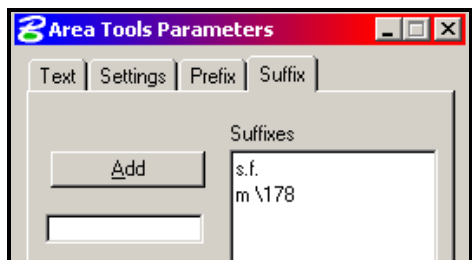 Area Tools Parameters
Text Settings Prefix Suffix
Suffixes
Add
s.f.
m \178